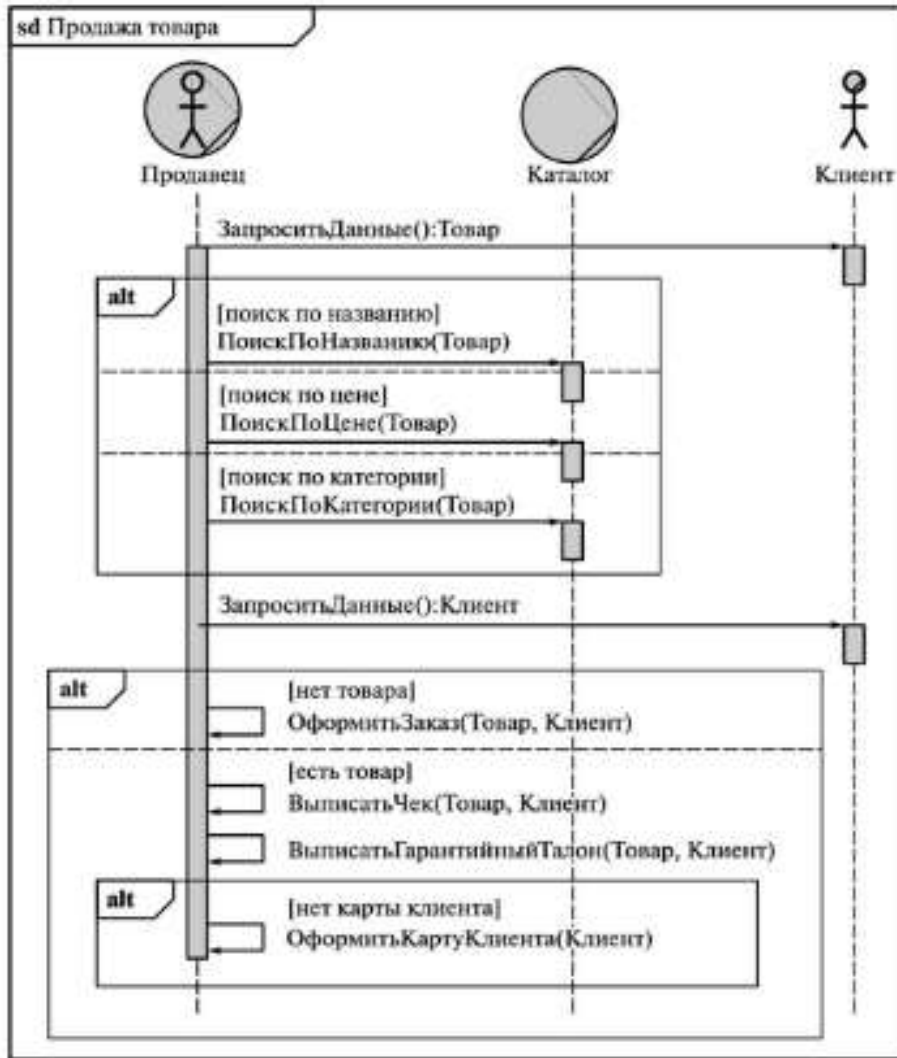 sd Продажа товара
Продавец
Каталог
Клиент
ЗапроситьДанные():Товар
alt
[поиск по названию]
ПоискПоНазванию(Товар)
[поиск по цене]
ПоискПоЦене(Товар)
[поиск по категории]
ПоискПоКатегории(Товар)
ЗапроситьДанные():Клиент
alt
[нет товара]
ОформитьЗаказ(Товар, Клиент)
[есть товар]
ВыписатьЧек(Товар, Клиент)
ВыписатьГарантийныйТалон(Товар, Клиент)
alt
[нет карты клиента]
ОформитьКартуКлиента(Клиент)